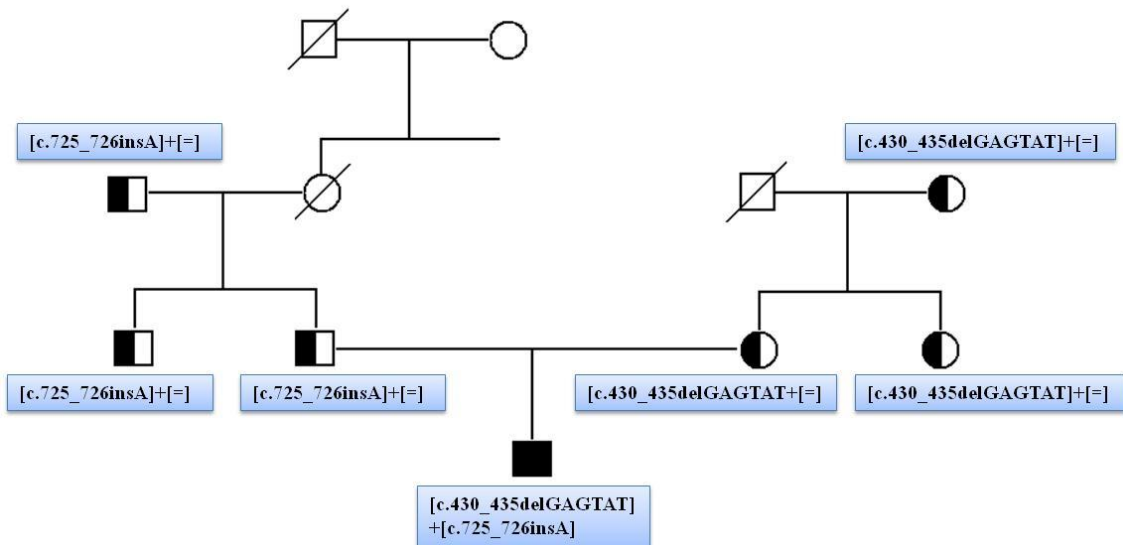 [c.725_726insA]+[=]
[c.430_435delGAGTAT]+[=]
[c.725_726insA]+[=]
[c.725_726insA]+[=]
[c.430_435delGAGTAT+[=]
[c.430_435delGAGTAT]+[=]
[c.430_435delGAGTAT]
+[c.725_726insA]